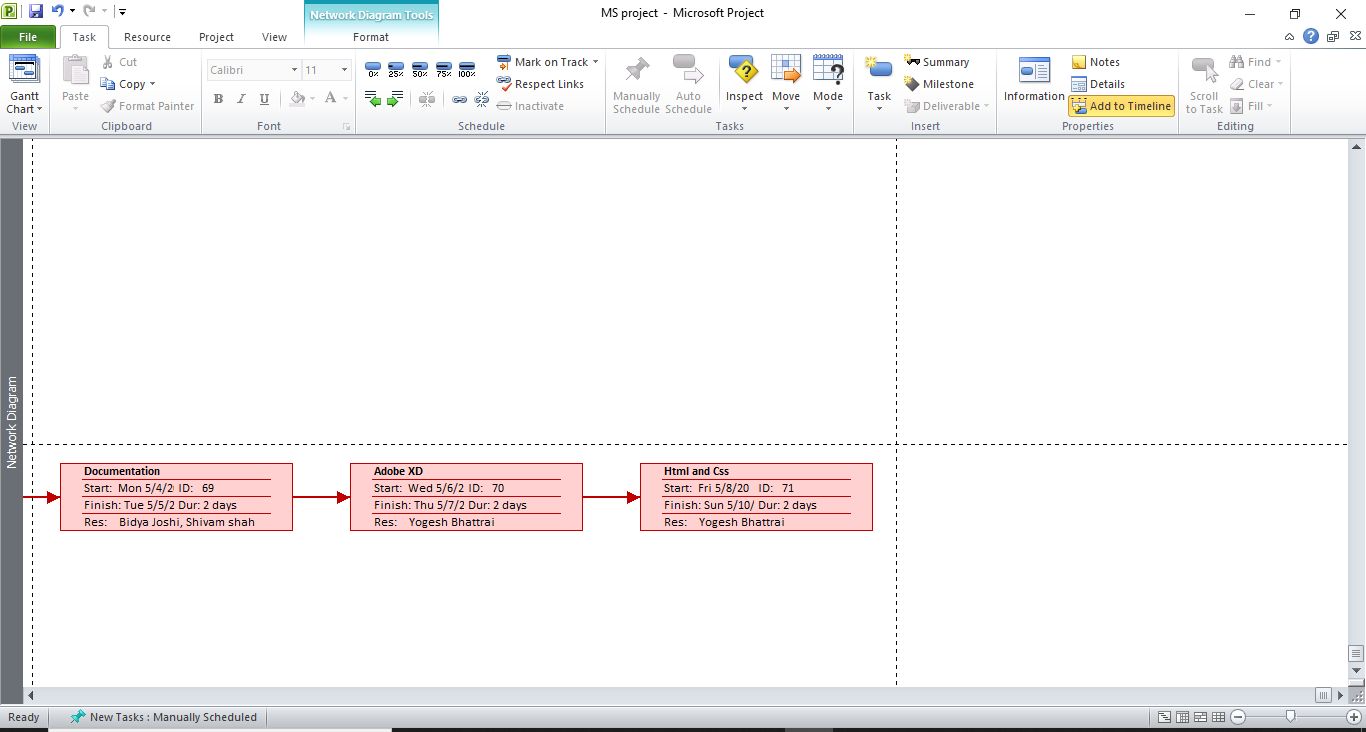 Network Diagram Tools
MS project - Microsoft Project
File Task Resource Project View Format
Gantt Chart
View
Paste
Cut
Copy
Format Painter
Clipboard
Calibri 11
B I U A
Font
0% 25% 50% 75% 100%
Mark on Track
Respect Links
Inactivate
Schedule
Manually Schedule
Auto Schedule
Inspect
Move
Mode
Tasks
Task
Summary
Milestone
Deliverable
Insert
Information
Notes
Details
Add to Timeline
Properties
Scroll to Task
Find
Clear
Fill
Editing
Network Diagram
Documentation
Start: Mon 5/4/2 ID: 69
Finish: Tue 5/5/2 Dur: 2 days
Res: Bidya Joshi, Shivam shah
Adobe XD
Start: Wed 5/6/2 ID: 70
Finish: Thu 5/7/2 Dur: 2 days
Res: Yogesh Bhattrai
Html and Css
Start: Fri 5/8/20 ID: 71
Finish: Sun 5/10/ Dur: 2 days
Res: Yogesh Bhattrai
Ready
New Tasks : Manually Scheduled